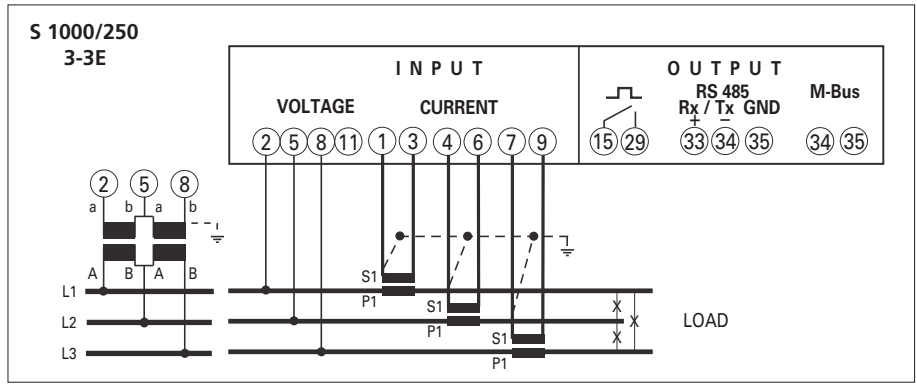 S 1000/250
3-3E
I N P U T
O U T P U T
RS 485
M-Bus
VOLTAGE
CURRENT
Rx / Tx GND
+ −
2 5 8 11 1 3 4 6 7 9 15 29 33 34 35 34 35
2 5 8
a b a b
A B A B
S1
L1
P1
S1
X
L2
P1
X
LOAD
S1
X
L3
P1